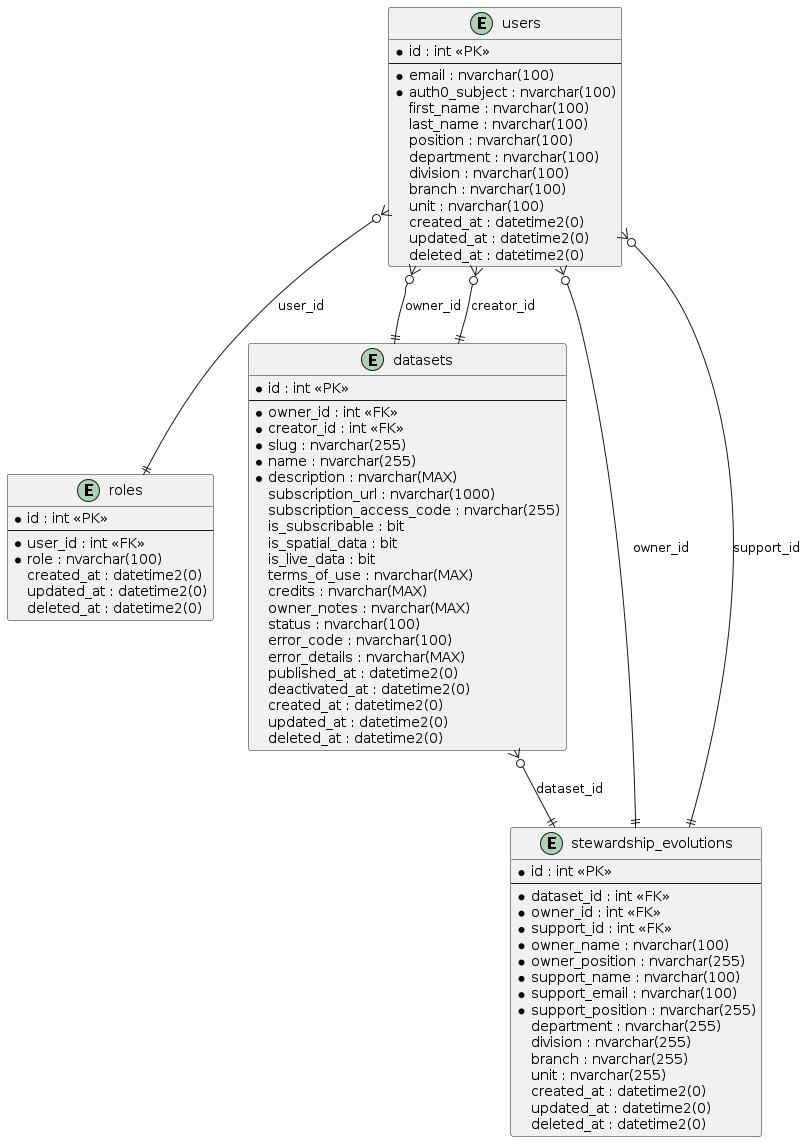 E users
id : int «PK»
email : nvarchar(100)
auth0_subject : nvarchar(100)
first_name : nvarchar(100)
last_name : nvarchar(100)
position : nvarchar(100)
department : nvarchar(100)
division : nvarchar(100)
branch : nvarchar(100)
unit : nvarchar(100)
created_at : datetime2(0)
updated_at : datetime2(0)
deleted_at : datetime2(0)
user_id
owner_id
creator_id
E datasets
id : int «PK»
owner_id : int «FK»
creator_id : int «FK»
slug : nvarchar(255)
name : nvarchar(255)
description : nvarchar(MAX)
subscription_url : nvarchar(1000)
subscription_access_code : nvarchar(255)
is_subscribable : bit
is_spatial_data : bit
is_live_data : bit
terms_of_use : nvarchar(MAX)
credits : nvarchar(MAX)
owner_notes : nvarchar(MAX)
status : nvarchar(100)
error_code : nvarchar(100)
error_details : nvarchar(MAX)
published_at : datetime2(0)
deactivated_at : datetime2(0)
created_at : datetime2(0)
updated_at : datetime2(0)
deleted_at : datetime2(0)
E roles
id : int «PK»
user_id : int «FK»
role : nvarchar(100)
created_at : datetime2(0)
updated_at : datetime2(0)
deleted_at : datetime2(0)
owner_id
support_id
dataset_id
E stewardship_evolutions
id : int «PK»
dataset_id : int «FK»
owner_id : int «FK»
support_id : int «FK»
owner_name : nvarchar(100)
owner_position : nvarchar(255)
support_name : nvarchar(100)
support_email : nvarchar(100)
support_position : nvarchar(255)
department : nvarchar(255)
division : nvarchar(255)
branch : nvarchar(255)
unit : nvarchar(255)
created_at : datetime2(0)
updated_at : datetime2(0)
deleted_at : datetime2(0)